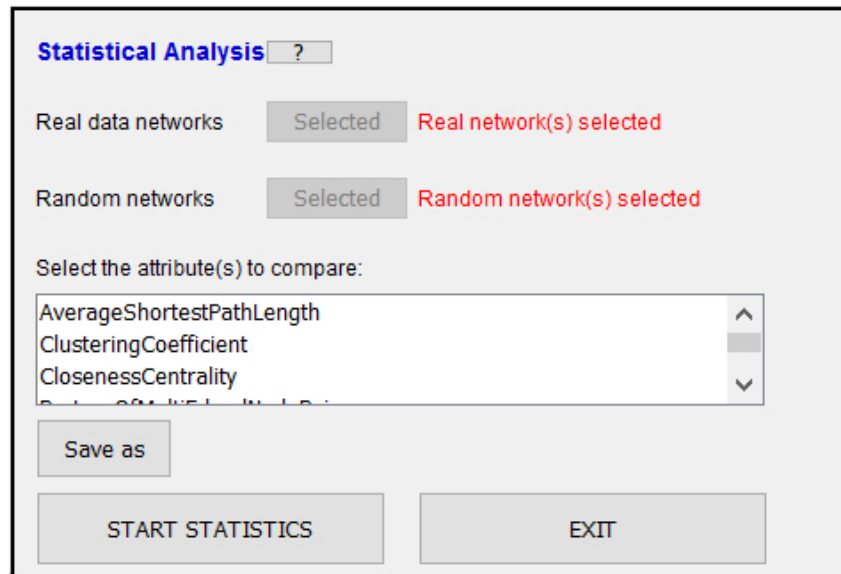 Statistical Analysis ?
Real data networks Selected Real network(s) selected
Random networks Selected Random network(s) selected
Select the attribute(s) to compare:
AverageShortestPathLength
ClusteringCoefficient
ClosenessCentrality
Save as
START STATISTICS EXIT